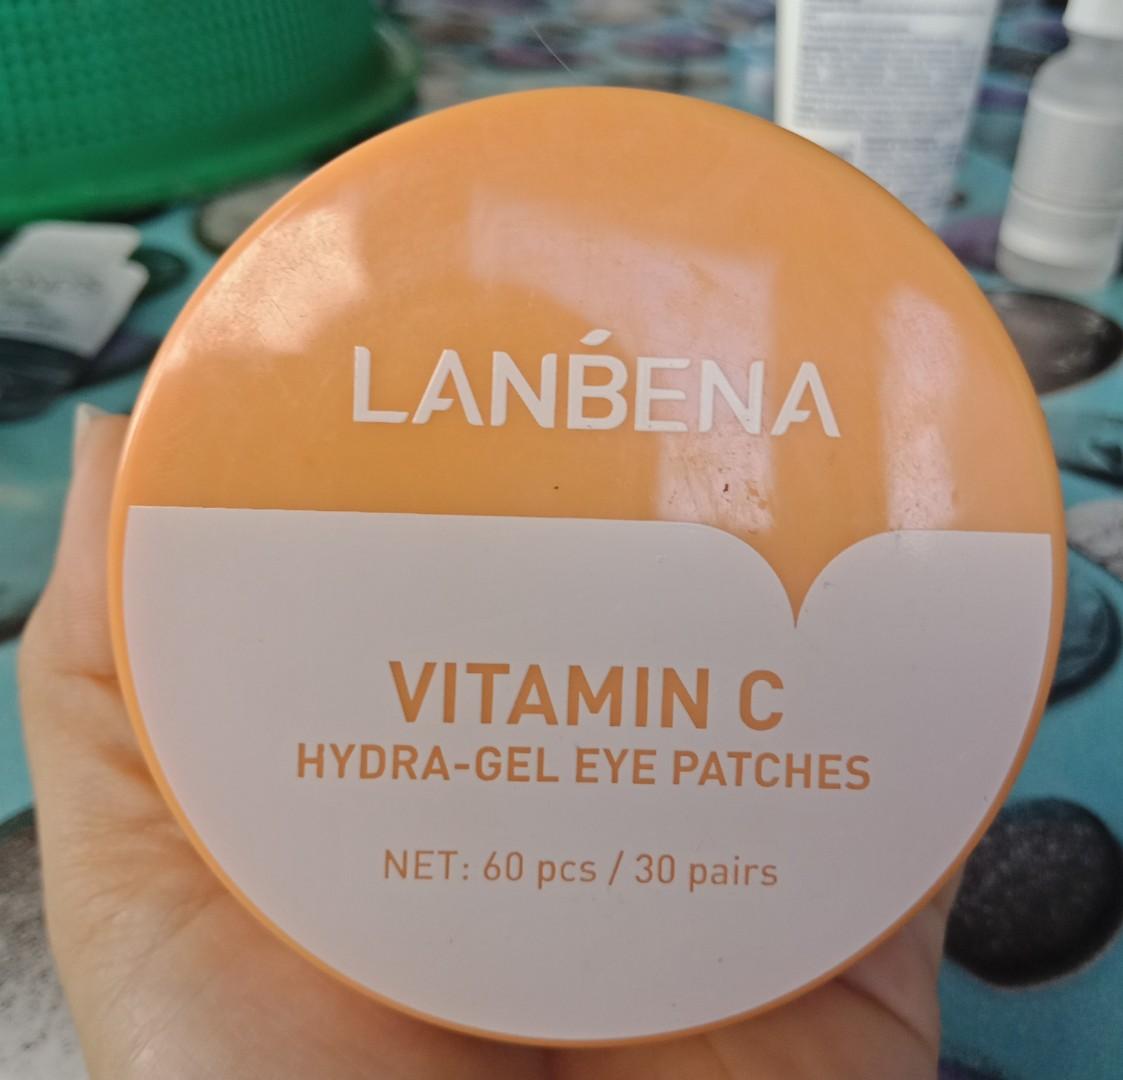 LANBENA
VITAMIN C
HYDRA-GEL EYE PATCHES
NET: 60 pcs / 30 pairs